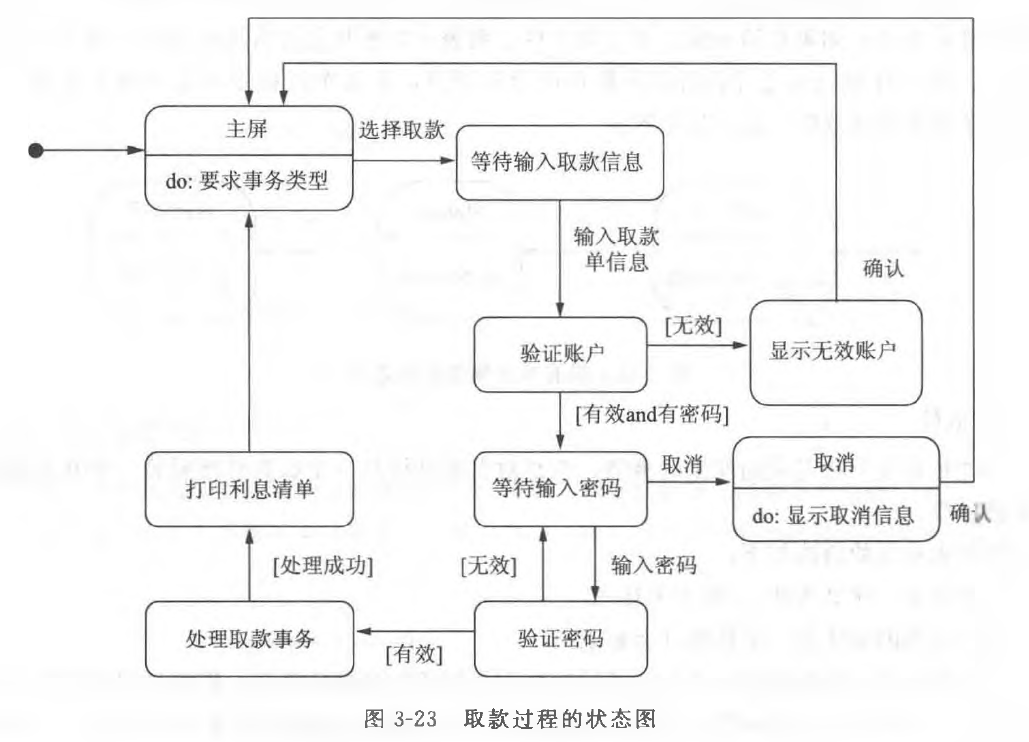 主屏
do: 要求事务类型
选择取款
等待输入取款信息
输入取款
单信息
确认
验证账户
[无效]
显示无效账户
[有效and有密码]
打印利息清单
等待输入密码
取消
取消
do: 显示取消信息
确认
[处理成功]
[无效]
输入密码
处理取款事务
[有效]
验证密码
图 3-23 取款过程的状态图